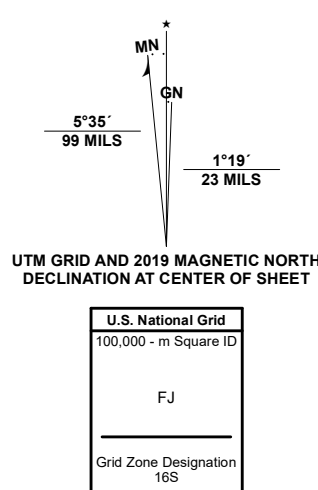 ★
MN
GN
5°35´
99 MILS
1°19´
23 MILS
UTM GRID AND 2019 MAGNETIC NORTH
DECLINATION AT CENTER OF SHEET
U.S. National Grid
100,000 - m Square ID
FJ
Grid Zone Designation
16S